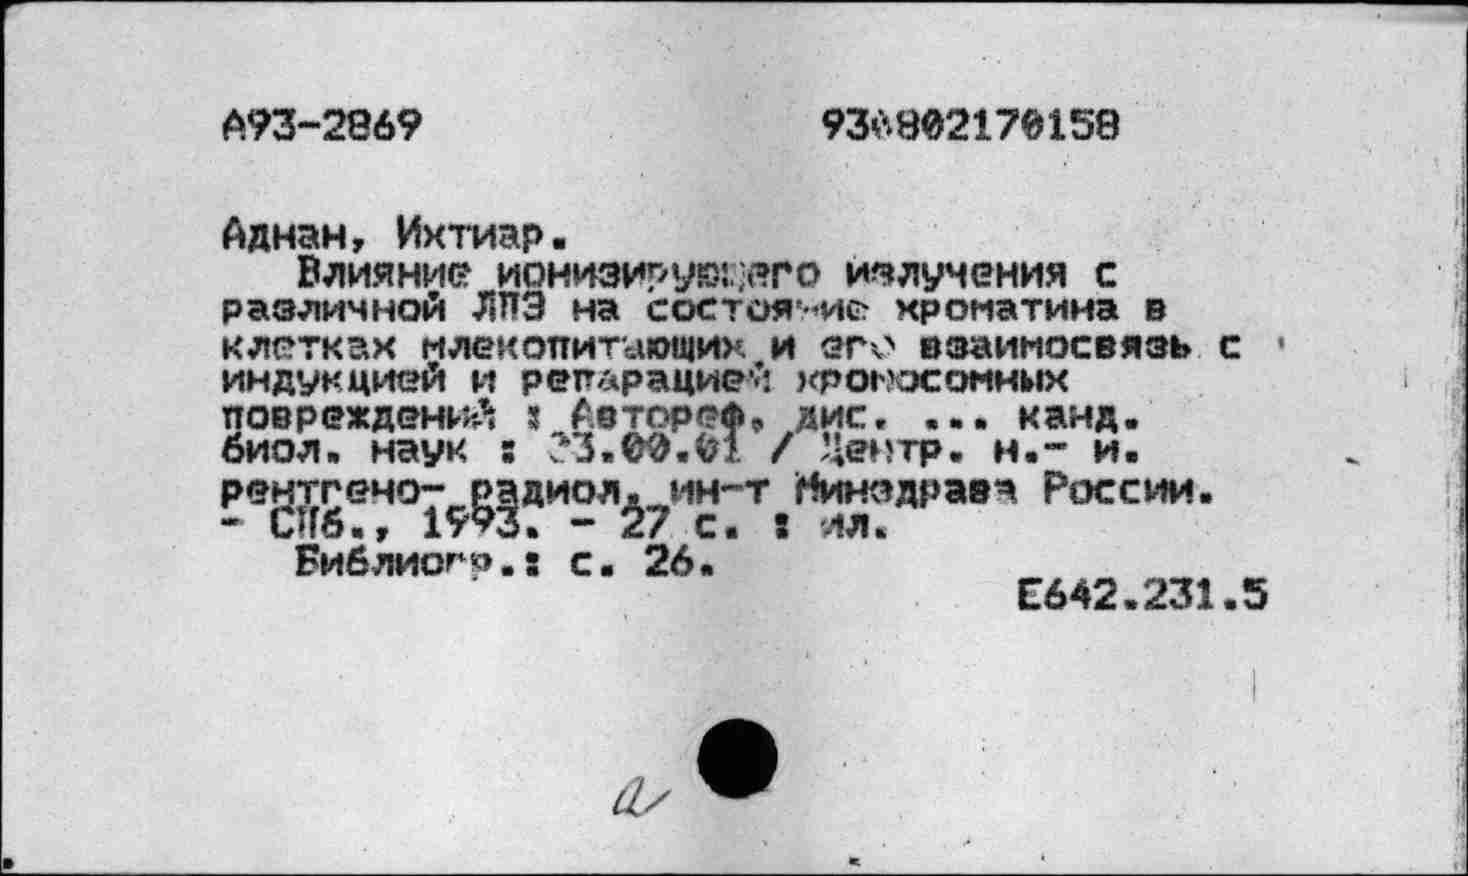 А93-2869 93А802170158
Аднан, Ихтиар.
Влияние ионизирующего излучения с
различной ЛПЭ на состояние хроматина в
клетках млекопитающих и его взаимосвязь с
индукцией и репарацией хромосомных
повреждений : Автореф. дис. ... канд.
биол. наук : 03.00.01 / Центр. н.- и.
рентгено- радиол. ин-т Минздрава России.
- СПб., 1993. - 27 с. : ил.
Библиогр.: с. 26.
Е642.231.5